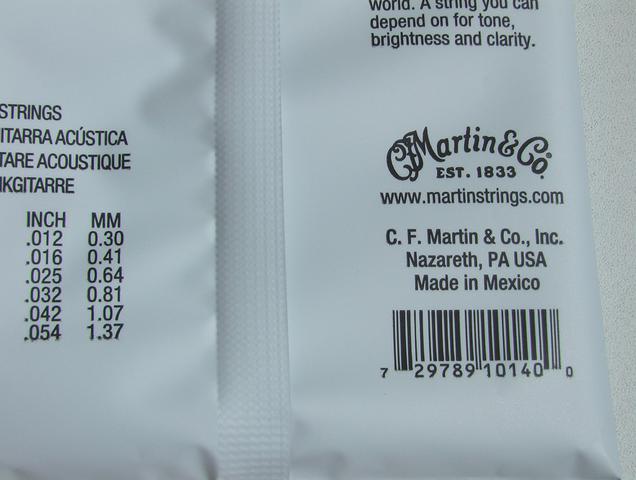 STRINGS
ITARRA ACÚSTICA
TARE ACOUSTIQUE
KGITARRE
INCH MM
.012 0.30
.016 0.41
.025 0.64
.032 0.81
.042 1.07
.054 1.37
world. A string you can
depend on for tone,
brightness and clarity.
CF Martin & Co.
EST. 1833
www.martinstrings.com
C. F. Martin & Co., Inc.
Nazareth, PA USA
Made in Mexico
7 29789 10140 0